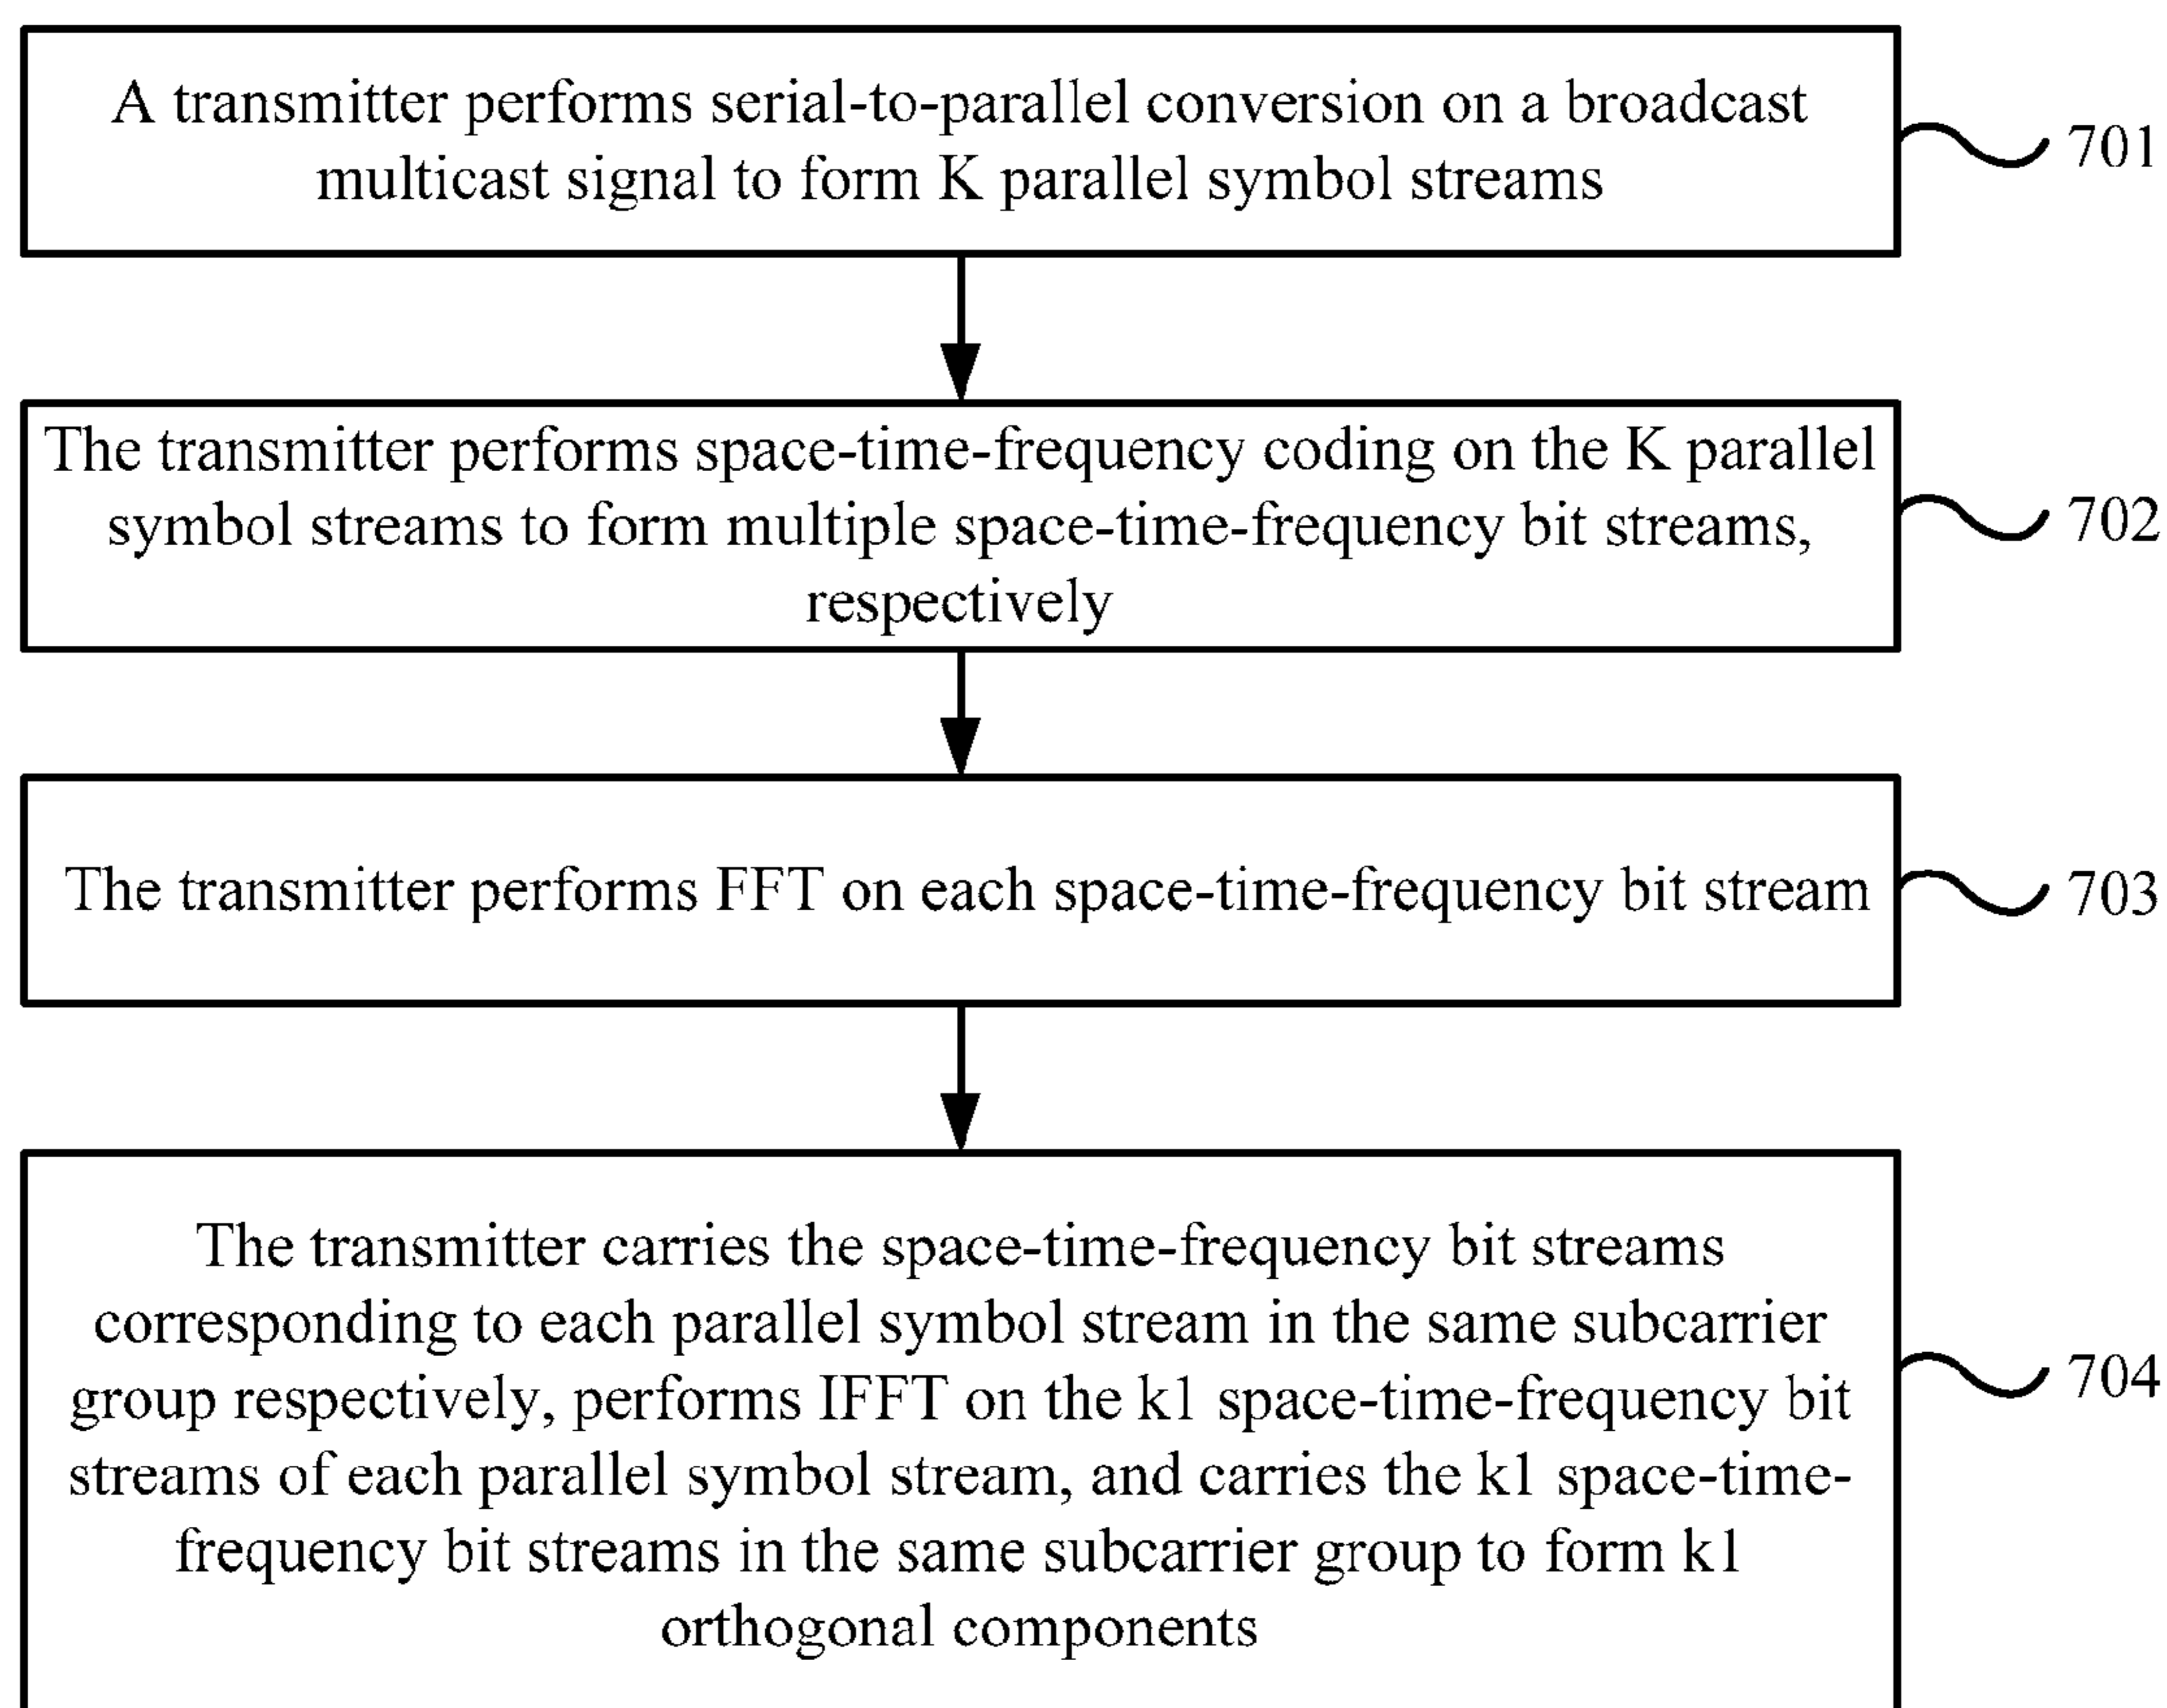 A transmitter performs serial-to-parallel conversion on a broadcast
multicast signal to form K parallel symbol streams
701
The transmitter performs space-time-frequency coding on the K parallel
symbol streams to form multiple space-time-frequency bit streams,
respectively
702
The transmitter performs FFT on each space-time-frequency bit stream
703
The transmitter carries the space-time-frequency bit streams
corresponding to each parallel symbol stream in the same subcarrier
group respectively, performs IFFT on the k1 space-time-frequency bit
streams of each parallel symbol stream, and carries the k1 space-time-
frequency bit streams in the same subcarrier group to form k1
orthogonal components
704